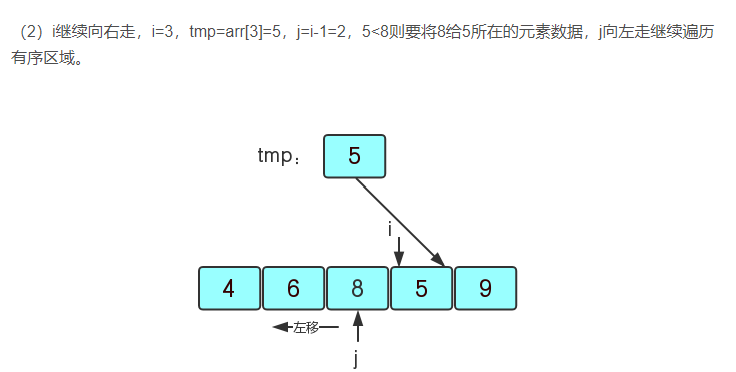 （2）i继续向右走，i=3，tmp=arr[3]=5，j=i-1=2，5<8则要将8给5所在的元素数据，j向左走继续遍历
有序区域。
tmp： 5
i
4 6 8 5 9
左移
j